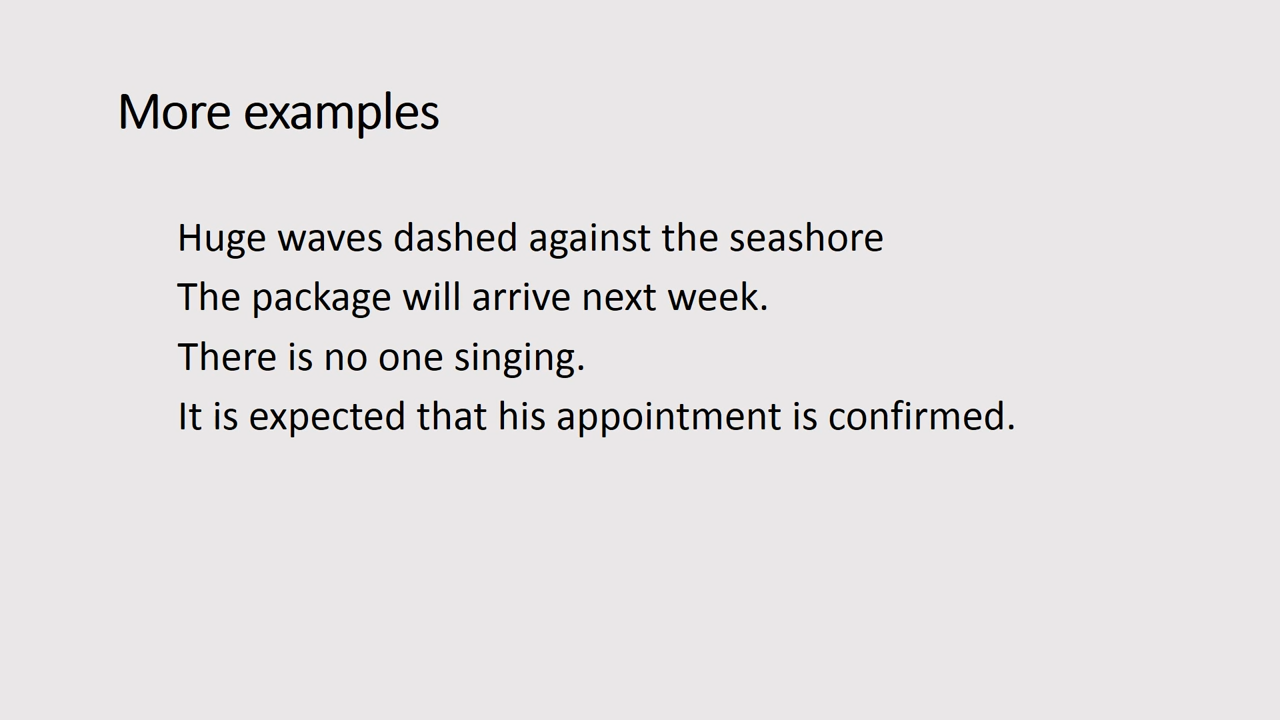 More examples
Huge waves dashed against the seashore
The package will arrive next week.
There is no one singing.
It is expected that his appointment is confirmed.